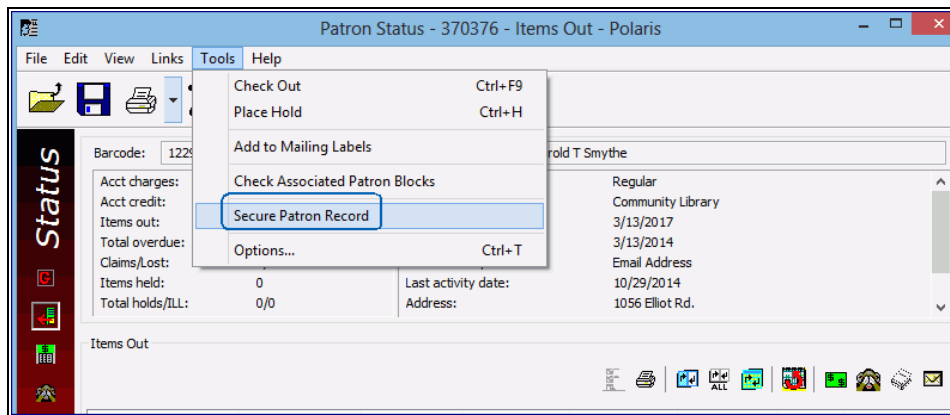 Patron Status - 370376 - Items Out - Polaris
File Edit View Links Tools Help
Check Out Ctrl+F9
Place Hold Ctrl+H
Add to Mailing Labels
Check Associated Patron Blocks
Secure Patron Record
Options... Ctrl+T
Status
Barcode: 1229 rold T Smythe
Acct charges: Regular
Acct credit: Community Library
Items out: 3/13/2017
Total overdue: 3/13/2014
Claims/Lost: Email Address
Items held: 0 Last activity date: 10/29/2014
Total holds/ILL: 0/0 Address: 1056 Elliot Rd.
Items Out
ALL